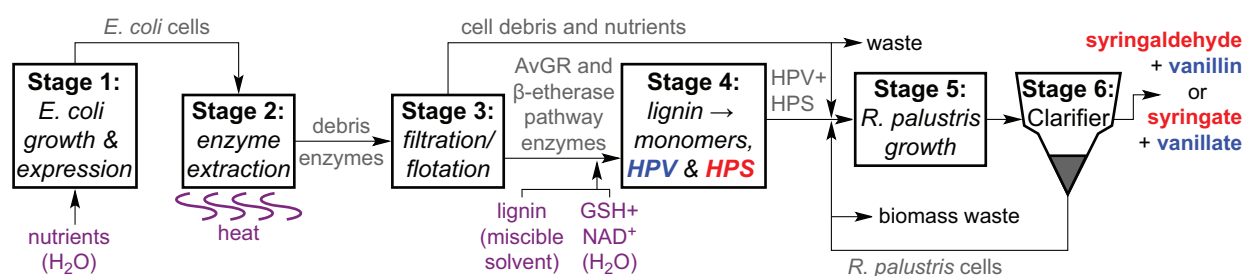 E. coli cells
Stage 1:
E. coli
growth &
expression
nutrients
(H₂O)
Stage 2:
enzyme
extraction
heat
debris
enzymes
cell debris and nutrients
waste
Stage 3:
filtration/
flotation
AvGR and
β-etherase
pathway
enzymes
lignin
(miscible
solvent)
GSH+
NAD⁺
(H₂O)
Stage 4:
lignin →
monomers,
HPV & HPS
HPV+
HPS
Stage 5:
R. palustris
growth
biomass waste
R. palustris cells
Stage 6:
Clarifier
syringaldehyde
+ vanillin
or
syringate
+ vanillate